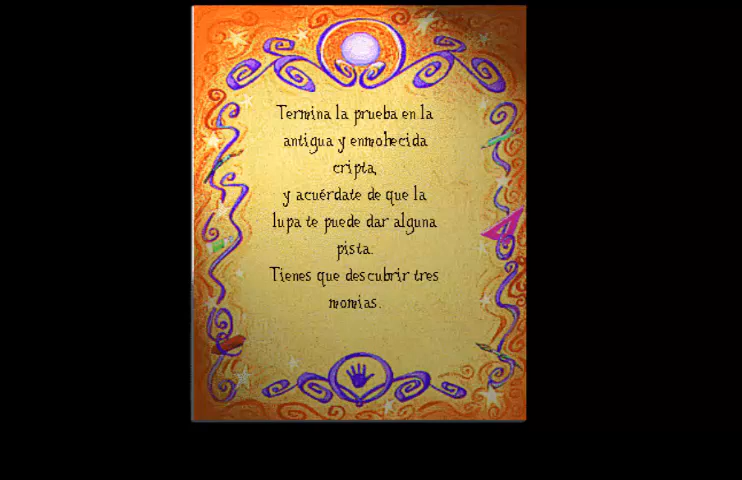 Termina la prueba en la
antigua y enmohecida
cripta,
y acuérdate de que la
lupa te puede dar alguna
pista.
Tienes que descubrir tres
momias.